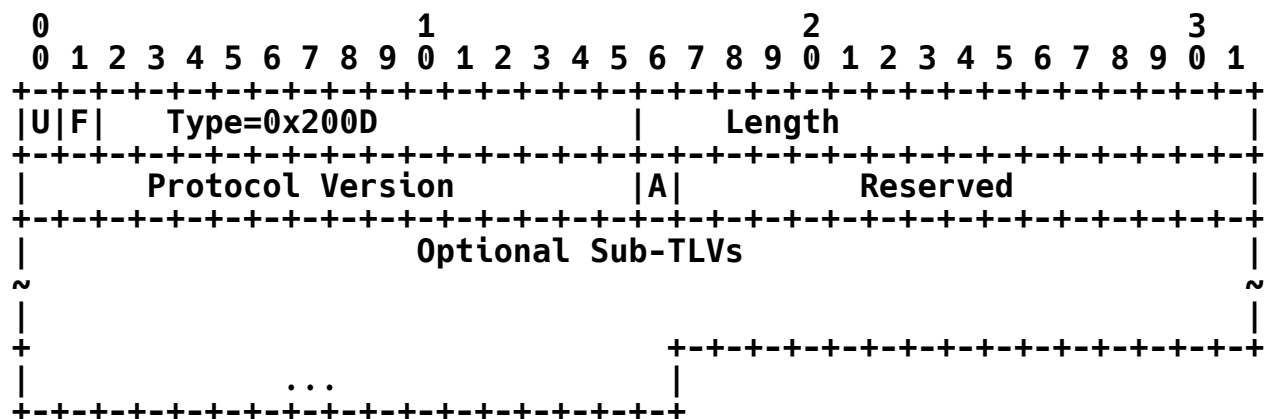 0                   1                   2                   3
 0 1 2 3 4 5 6 7 8 9 0 1 2 3 4 5 6 7 8 9 0 1 2 3 4 5 6 7 8 9 0 1
+-+-+-+-+-+-+-+-+-+-+-+-+-+-+-+-+-+-+-+-+-+-+-+-+-+-+-+-+-+-+-+-+
|U|F|   Type=0x200D             |    Length                     |
+-+-+-+-+-+-+-+-+-+-+-+-+-+-+-+-+-+-+-+-+-+-+-+-+-+-+-+-+-+-+-+-+
|      Protocol Version         |A|         Reserved            |
+-+-+-+-+-+-+-+-+-+-+-+-+-+-+-+-+-+-+-+-+-+-+-+-+-+-+-+-+-+-+-+-+
|                    Optional Sub-TLVs                          |
~                                                               ~
|                                                               |
+                                 +-+-+-+-+-+-+-+-+-+-+-+-+-+-+-+
|             ...                 |
+-+-+-+-+-+-+-+-+-+-+-+-+-+-+-+-+-+